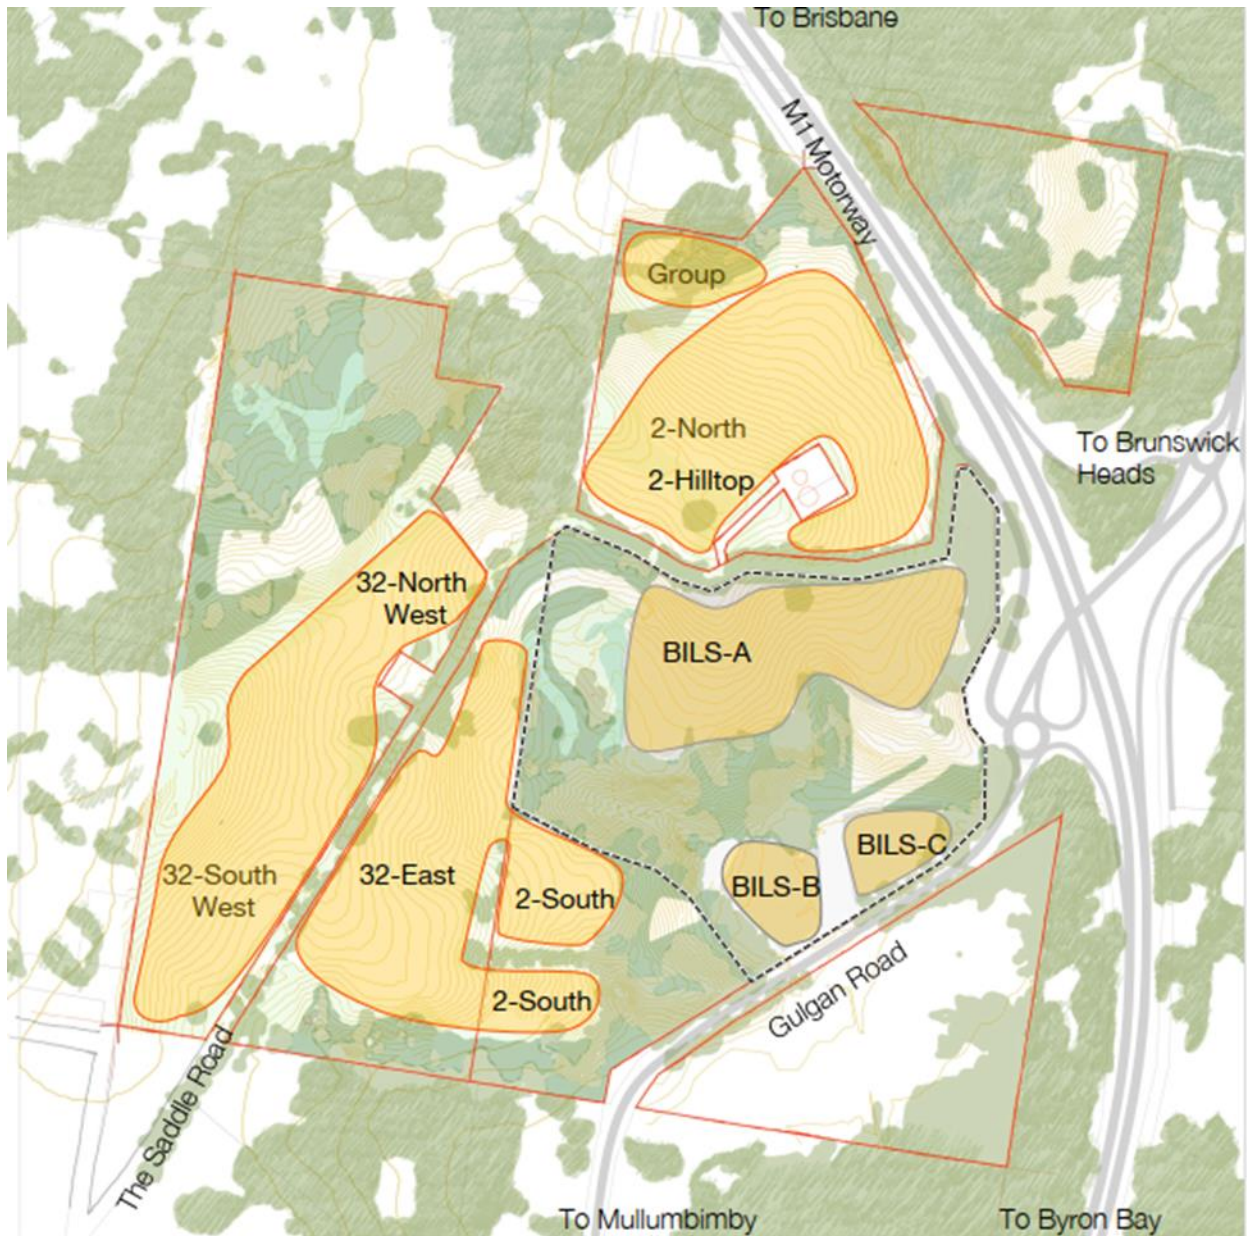 To Brisbane
M1 Motorway
Group
2-North
To Brunswick
Heads
2-Hilltop
32-North
West
BILS-A
BILS-C
32-South
West
32-East
2-South
BILS-B
2-South
Gulgan Road
The Saddle Road
To Mullumbimby
To Byron Bay